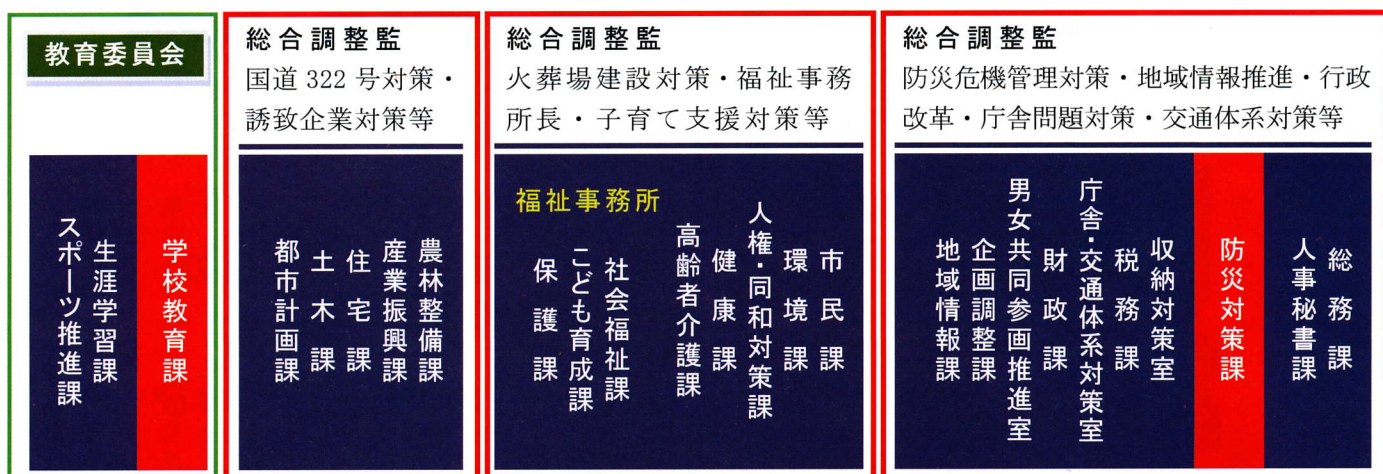 教育委員会
学校教育課
生涯学習課
スポーツ推進課
総合調整監
国道 322 号対策・
誘致企業対策等
農林整備課
産業振興課
住宅課
土木課
都市計画課
総合調整監
火葬場建設対策・福祉事務
所長・子育て支援対策等
市民課
環境課
人権・同和対策課
健康課
高齢者介護課
福祉事務所
社会福祉課
こども育成課
保護課
総合調整監
防災危機管理対策・地域情報推進・行政
改革・庁舎問題対策・交通体系対策等
総務課
人事秘書課
防災対策課
収納対策室
税務課
庁舎・交通体系対策室
財政課
男女共同参画推進室
企画調整課
地域情報課